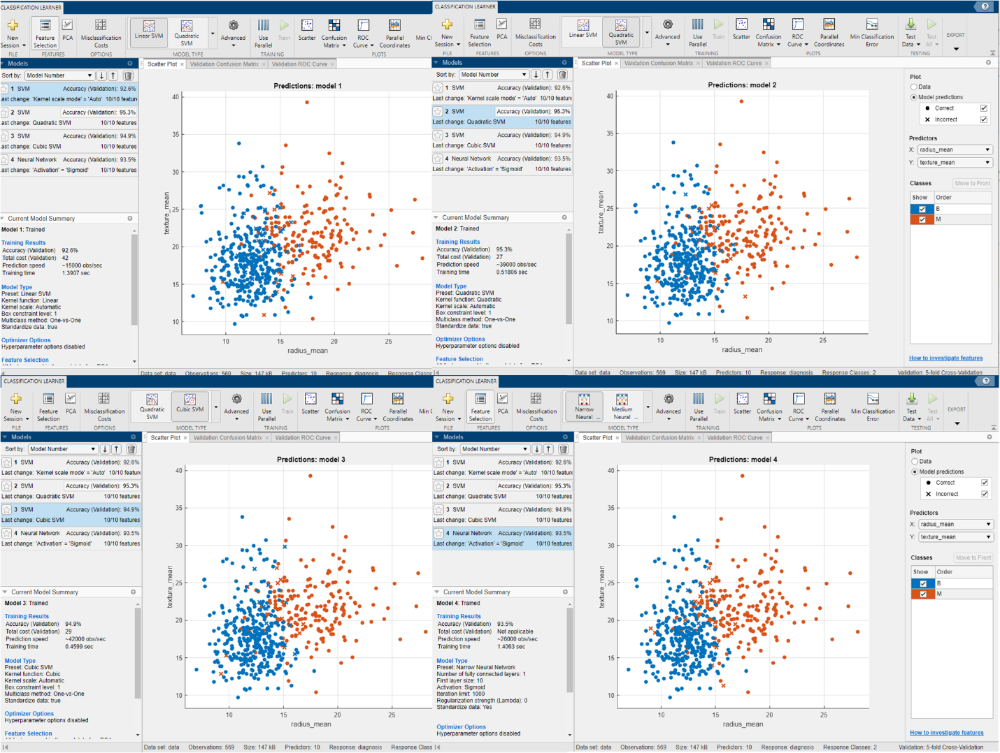 CLASSIFICATION LEARNER
New Session
Feature Selection
PCA
Misclassification Costs
Linear SVM
Quadratic SVM
Advanced
Use Parallel
Train
Scatter
Confusion Matrix
ROC Curve
Parallel Coordinates
Min C
FILE
FEATURES
OPTIONS
MODEL TYPE
TRAINING
PLOTS
Models
Sort by: Model Number
1 SVM Accuracy (Validation): 92.6%
Last change: 'Kernel scale mode' = 'Auto' 10/10 feature
2 SVM Accuracy (Validation): 95.3%
Last change: Quadratic SVM 10/10 features
3 SVM Accuracy (Validation): 94.9%
Last change: Cubic SVM 10/10 features
4 Neural Network Accuracy (Validation): 93.5%
Last change: 'Activation' = 'Sigmoid' 10/10 features
Current Model Summary
Model 1: Trained
Training Results
Accuracy (Validation) 92.6%
Total cost (Validation) 42
Prediction speed ~15000 obs/sec
Training time 1.3907 sec
Model Type
Preset: Linear SVM
Kernel function: Linear
Kernel scale: Automatic
Box constraint level: 1
Multiclass method: One-vs-One
Standardize data: true
Optimizer Options
Hyperparameter options disabled
Feature Selection
Scatter Plot
Validation Confusion Matrix
Validation ROC Curve
Predictions: model 1
40
35
30
25
20
15
10
texture_mean
10 15 20 25
radius_mean
Data set: data Observations: 569 Size: 147 kB Predictors: 10 Response: diagnosis Response Classe
CLASSIFICATION LEARNER
New Session
Feature Selection
PCA
Misclassification Costs
Linear SVM
Quadratic SVM
Advanced
Use Parallel
Train
Scatter
Confusion Matrix
ROC Curve
Parallel Coordinates
Min Classification Error
Test Data
Test All
EXPORT
FILE
FEATURES
OPTIONS
MODEL TYPE
TRAINING
PLOTS
TESTING
Models
Sort by: Model Number
1 SVM Accuracy (Validation): 92.6%
Last change: 'Kernel scale mode' = 'Auto' 10/10 features
2 SVM Accuracy (Validation): 95.3%
Last change: Quadratic SVM 10/10 features
3 SVM Accuracy (Validation): 94.9%
Last change: Cubic SVM 10/10 features
4 Neural Network Accuracy (Validation): 93.5%
Last change: 'Activation' = 'Sigmoid' 10/10 features
Current Model Summary
Model 2: Trained
Training Results
Accuracy (Validation) 95.3%
Total cost (Validation) 27
Prediction speed ~39000 obs/sec
Training time 0.51806 sec
Model Type
Preset: Quadratic SVM
Kernel function: Quadratic
Kernel scale: Automatic
Box constraint level: 1
Multiclass method: One-vs-One
Standardize data: true
Optimizer Options
Hyperparameter options disabled
Feature Selection
Scatter Plot
Validation Confusion Matrix
Validation ROC Curve
Predictions: model 2
40
35
30
25
20
15
10
texture_mean
10 15 20 25
radius_mean
Plot
Data
Model predictions
Correct
Incorrect
Predictors
X: radius_mean
Y: texture_mean
Classes
Move to Front
Show Order
B
M
How to investigate features
Data set: data Observations: 569 Size: 147 kB Predictors: 10 Response: diagnosis Response Classes: 2 Validation: 5-fold Cross-Validation
CLASSIFICATION LEARNER
New Session
Feature Selection
PCA
Misclassification Costs
Quadratic SVM
Cubic SVM
Advanced
Use Parallel
Train
Scatter
Confusion Matrix
ROC Curve
Parallel Coordinates
Min C
FILE
FEATURES
OPTIONS
MODEL TYPE
TRAINING
PLOTS
Models
Sort by: Model Number
1 SVM Accuracy (Validation): 92.6%
Last change: 'Kernel scale mode' = 'Auto' 10/10 features
2 SVM Accuracy (Validation): 95.3%
Last change: Quadratic SVM 10/10 features
3 SVM Accuracy (Validation): 94.9%
Last change: Cubic SVM 10/10 features
4 Neural Network Accuracy (Validation): 93.5%
Last change: 'Activation' = 'Sigmoid' 10/10 features
Current Model Summary
Model 3: Trained
Training Results
Accuracy (Validation) 94.9%
Total cost (Validation) 29
Prediction speed ~42000 obs/sec
Training time 0.4599 sec
Model Type
Preset: Cubic SVM
Kernel function: Cubic
Kernel scale: Automatic
Box constraint level: 1
Multiclass method: One-vs-One
Standardize data: true
Optimizer Options
Hyperparameter options disabled
Feature Selection
Scatter Plot
Validation Confusion Matrix
Validation ROC Curve
Predictions: model 3
40
35
30
25
20
15
10
texture_mean
10 15 20 25
radius_mean
Data set: data Observations: 569 Size: 147 kB Predictors: 10 Response: diagnosis Response Class
CLASSIFICATION LEARNER
New Session
Feature Selection
PCA
Misclassification Costs
Narrow Neural ...
Medium Neural ...
Advanced
Use Parallel
Train
Scatter
Confusion Matrix
ROC Curve
Parallel Coordinates
Min Classification Error
Test Data
Test All
EXPORT
FILE
FEATURES
OPTIONS
MODEL TYPE
TRAINING
PLOTS
TESTING
Models
Sort by: Model Number
1 SVM Accuracy (Validation): 92.6%
Last change: 'Kernel scale mode' = 'Auto' 10/10 features
2 SVM Accuracy (Validation): 95.3%
Last change: Quadratic SVM 10/10 features
3 SVM Accuracy (Validation): 94.9%
Last change: Cubic SVM 10/10 features
4 Neural Network Accuracy (Validation): 93.5%
Last change: 'Activation' = 'Sigmoid' 10/10 features
Current Model Summary
Model 4: Trained
Training Results
Accuracy (Validation) 93.5%
Total cost (Validation) Not applicable
Prediction speed ~26000 obs/sec
Training time 1.4063 sec
Model Type
Preset: Narrow Neural Network
Number of fully connected layers: 1
First layer size: 10
Activation: Sigmoid
Iteration limit: 1000
Regularization strength (Lambda): 0
Standardize data: Yes
Optimizer Options
Hyperparameter options disabled
Scatter Plot
Validation Confusion Matrix
Validation ROC Curve
Predictions: model 4
40
35
30
25
20
15
10
texture_mean
10 15 20 25
radius_mean
Plot
Data
Model predictions
Correct
Incorrect
Predictors
X: radius_mean
Y: texture_mean
Classes
Move to Front
Show Order
B
M
How to investigate features
Data set: data Observations: 569 Size: 147 kB Predictors: 10 Response: diagnosis Response Classes: 2 Validation: 5-fold Cross-Validation